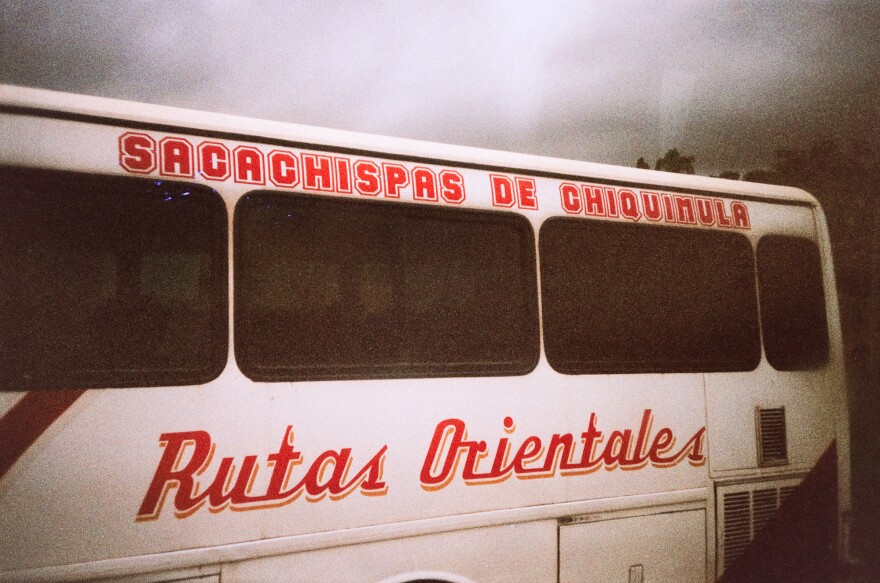 SACACHISPAS DE CHIQUIMULA
Rutas Orientales